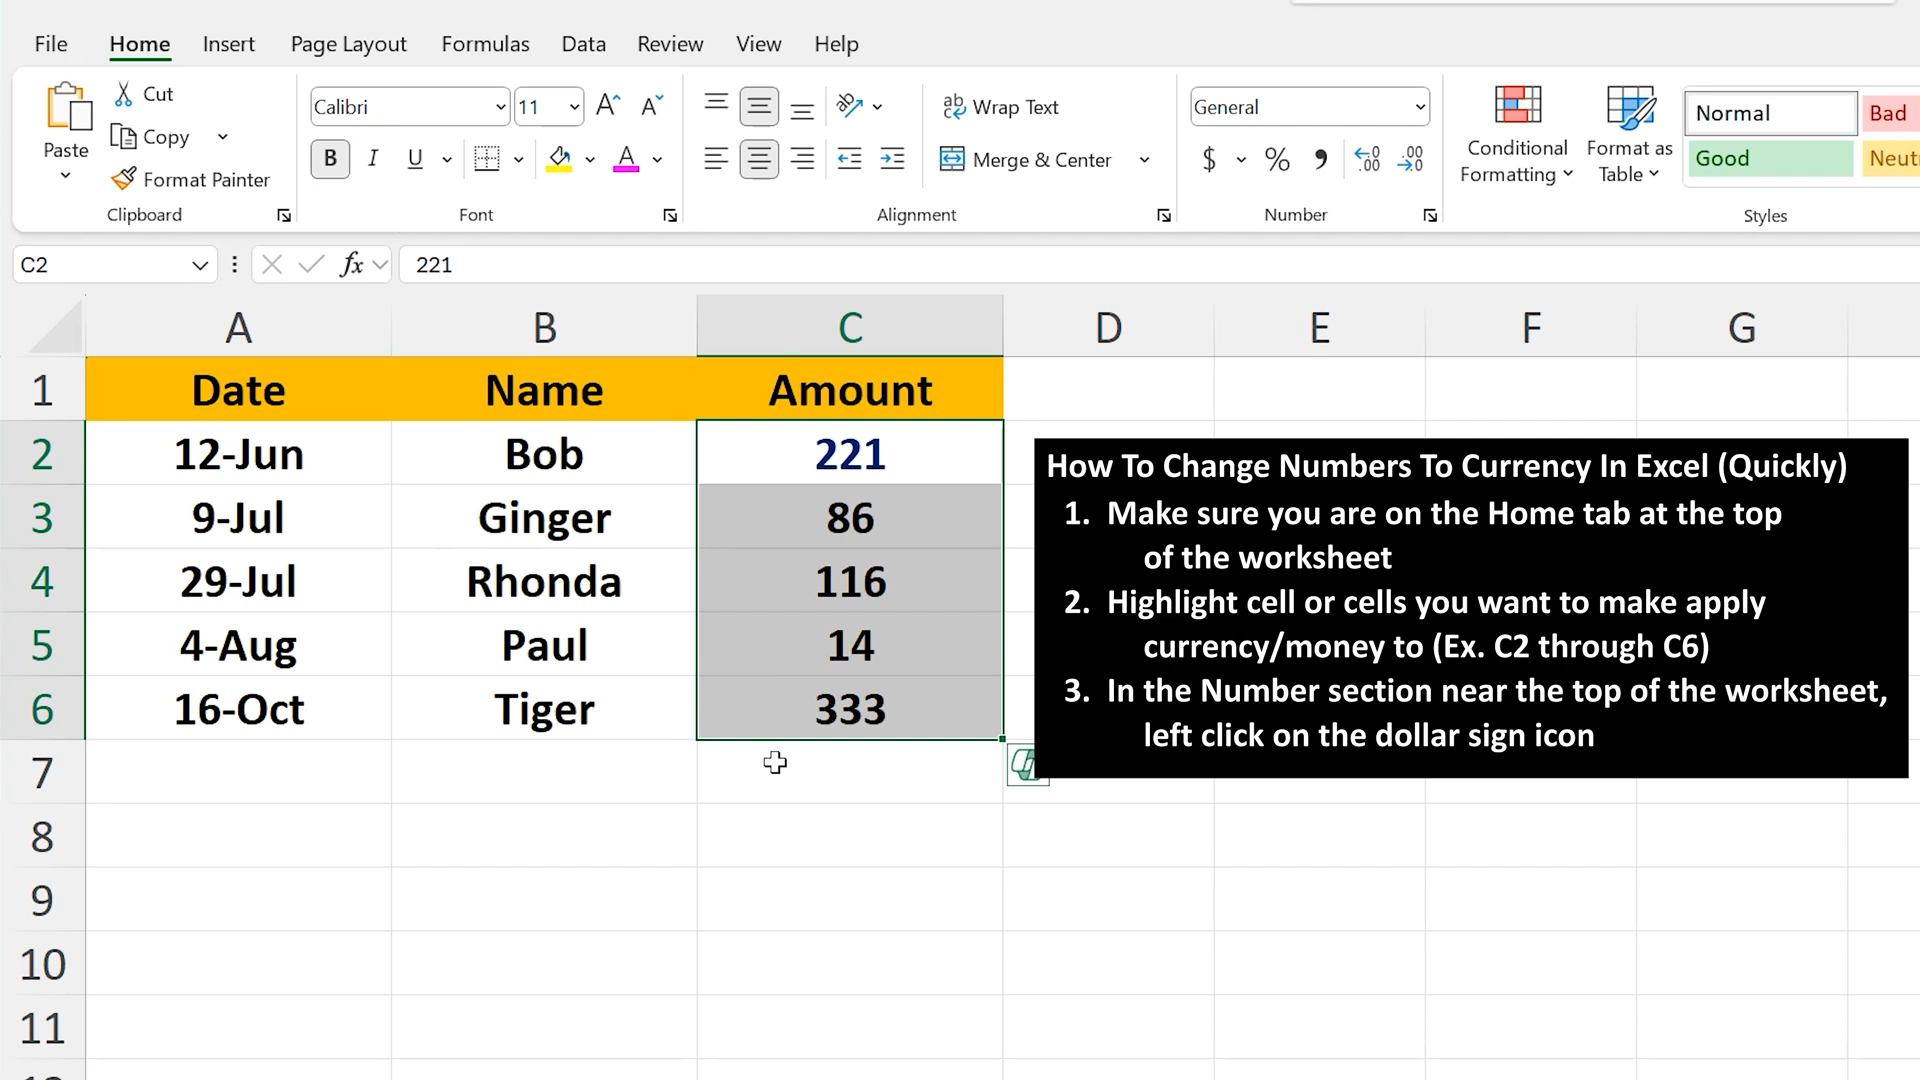 File Home Insert Page Layout Formulas Data Review View Help
Paste
Cut
Copy
Format Painter
Clipboard
Calibri 11
B I U
Font
Wrap Text
Merge & Center
Alignment
General
$ % ,
Number
Conditional Formatting
Format as Table
Normal Bad
Good Neut
Styles
C2 fx 221
A B C D E F G
1 Date Name Amount
2 12-Jun Bob 221
3 9-Jul Ginger 86
4 29-Jul Rhonda 116
5 4-Aug Paul 14
6 16-Oct Tiger 333
7
8
9
10
11
How To Change Numbers To Currency In Excel (Quickly)
1. Make sure you are on the Home tab at the top
of the worksheet
2. Highlight cell or cells you want to make apply
currency/money to (Ex. C2 through C6)
3. In the Number section near the top of the worksheet,
left click on the dollar sign icon